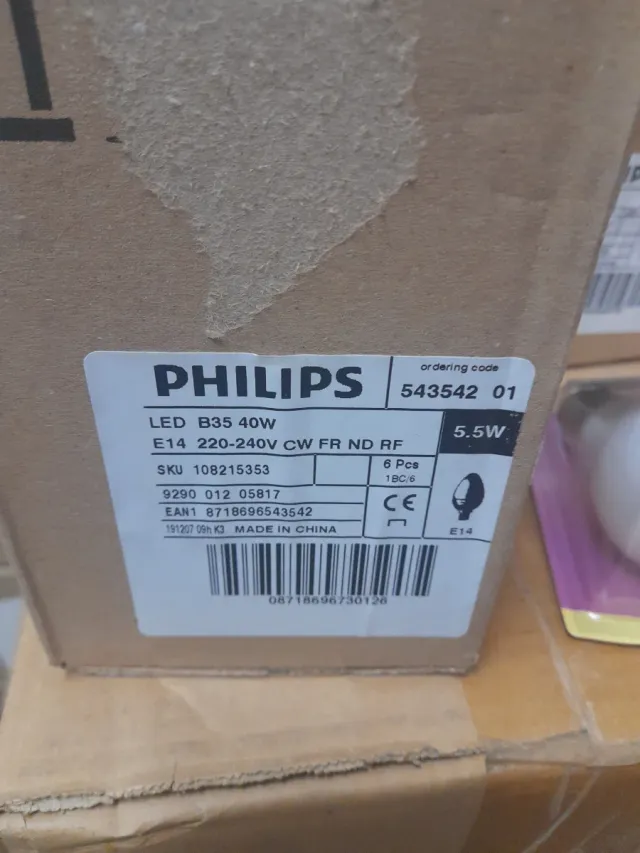 PHILIPS
ordering code
543542 01
LED B35 40W
E14 220-240V CW FR ND RF
5.5W
SKU 108215353
6 Pcs
1BC/6
9290 012 05817
CE
EAN1 8718696543542
191207 09h K3 MADE IN CHINA
E14
08718696730126